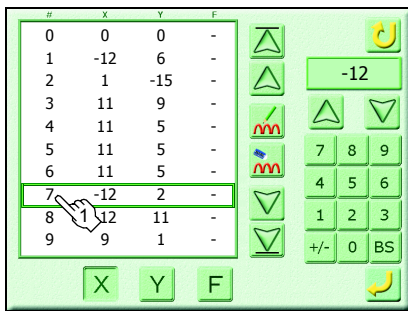 # X Y F
0 0 0 -
1 -12 6 -
2 1 -15 -
3 11 9 -
4 11 5 -
5 11 5 -
6 11 5 -
7 -12 2 -
8 12 11 -
9 9 1 -
1
-12
7 8 9
4 5 6
1 2 3
+/- 0 BS
X Y F